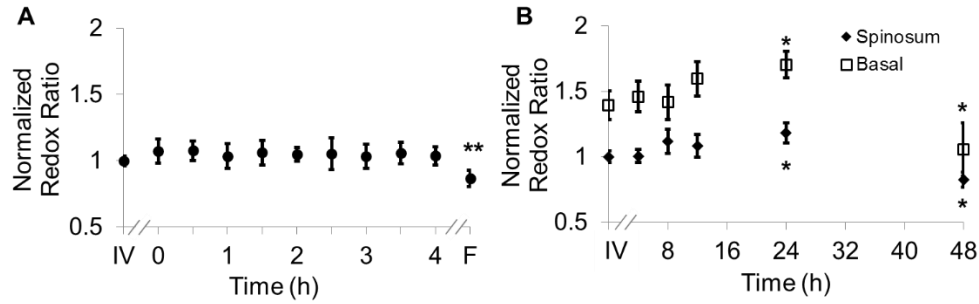 A
Normalized
Redox Ratio
2
1.5
1
0.5
**
IV 0 1 2 3 4 F
Time (h)
B
Normalized
Redox Ratio
2
1.5
1
0.5
*
*
*
*
Spinosum
Basal
IV 8 16 24 32 40 48
Time (h)